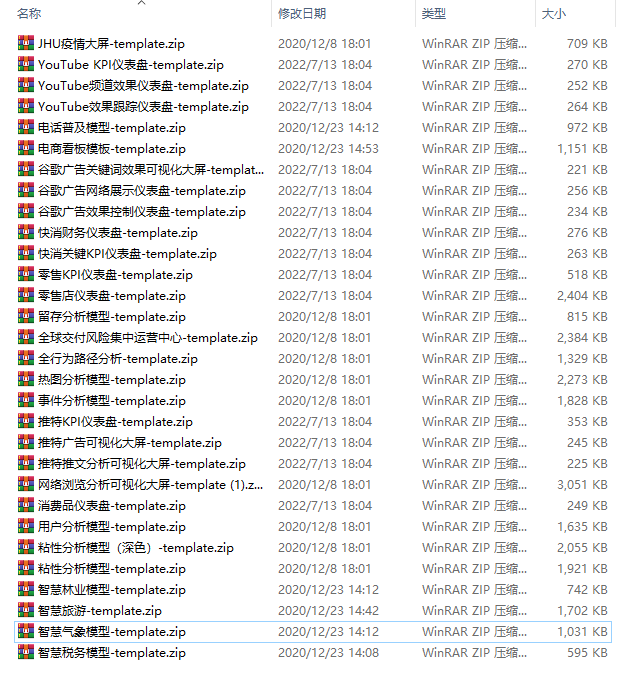 名称 修改日期 类型 大小
JHU疫情大屏-template.zip 2020/12/8 18:01 WinRAR ZIP 压缩... 709 KB
YouTube KPI仪表盘-template.zip 2022/7/13 18:04 WinRAR ZIP 压缩... 270 KB
YouTube频道效果仪表盘-template.zip 2022/7/13 18:04 WinRAR ZIP 压缩... 252 KB
YouTube效果跟踪仪表盘-template.zip 2022/7/13 18:04 WinRAR ZIP 压缩... 264 KB
电话普及模型-template.zip 2020/12/23 14:12 WinRAR ZIP 压缩... 972 KB
电商看板模板-template.zip 2020/12/23 14:53 WinRAR ZIP 压缩... 1,151 KB
谷歌广告关键词效果可视化大屏-templat... 2022/7/13 18:04 WinRAR ZIP 压缩... 221 KB
谷歌广告网络展示仪表盘-template.zip 2022/7/13 18:04 WinRAR ZIP 压缩... 256 KB
谷歌广告效果控制仪表盘-template.zip 2022/7/13 18:04 WinRAR ZIP 压缩... 234 KB
快消财务仪表盘-template.zip 2022/7/13 18:04 WinRAR ZIP 压缩... 276 KB
快消关键KPI仪表盘-template.zip 2022/7/13 18:04 WinRAR ZIP 压缩... 263 KB
零售KPI仪表盘-template.zip 2022/7/13 18:04 WinRAR ZIP 压缩... 518 KB
零售店仪表盘-template.zip 2022/7/13 18:04 WinRAR ZIP 压缩... 2,404 KB
留存分析模型-template.zip 2020/12/8 18:01 WinRAR ZIP 压缩... 815 KB
全球交付风险集中运营中心-template.zip 2020/12/8 18:01 WinRAR ZIP 压缩... 2,384 KB
全行为路径分析-template.zip 2020/12/8 18:01 WinRAR ZIP 压缩... 1,329 KB
热图分析模型-template.zip 2020/12/8 18:01 WinRAR ZIP 压缩... 2,273 KB
事件分析模型-template.zip 2020/12/8 18:01 WinRAR ZIP 压缩... 1,828 KB
推特KPI仪表盘-template.zip 2022/7/13 18:04 WinRAR ZIP 压缩... 353 KB
推特广告可视化大屏-template.zip 2022/7/13 18:04 WinRAR ZIP 压缩... 245 KB
推特推文分析可视化大屏-template.zip 2022/7/13 18:04 WinRAR ZIP 压缩... 225 KB
网络浏览分析可视化大屏-template (1).z... 2020/12/8 18:01 WinRAR ZIP 压缩... 3,051 KB
消费品仪表盘-template.zip 2022/7/13 18:04 WinRAR ZIP 压缩... 249 KB
用户分析模型-template.zip 2020/12/8 18:01 WinRAR ZIP 压缩... 1,635 KB
粘性分析模型（深色）-template.zip 2020/12/8 18:01 WinRAR ZIP 压缩... 2,055 KB
粘性分析模型-template.zip 2020/12/8 18:01 WinRAR ZIP 压缩... 1,921 KB
智慧林业模型-template.zip 2020/12/23 14:12 WinRAR ZIP 压缩... 742 KB
智慧旅游-template.zip 2020/12/23 14:42 WinRAR ZIP 压缩... 1,702 KB
智慧气象模型-template.zip 2020/12/23 14:12 WinRAR ZIP 压缩... 1,031 KB
智慧税务模型-template.zip 2020/12/23 14:08 WinRAR ZIP 压缩... 595 KB